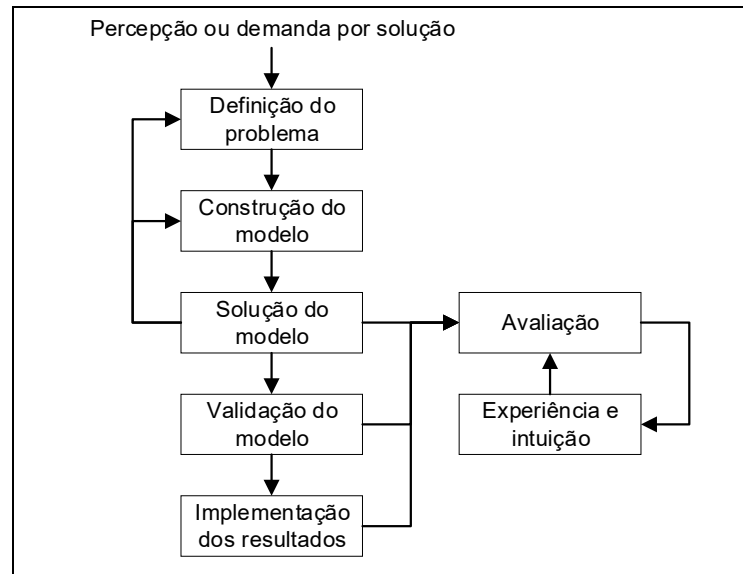 Percepção ou demanda por solução
Definição do
problema
Construção do
modelo
Solução do
modelo
Avaliação
Validação do
modelo
Experiência e
intuição
Implementação
dos resultados